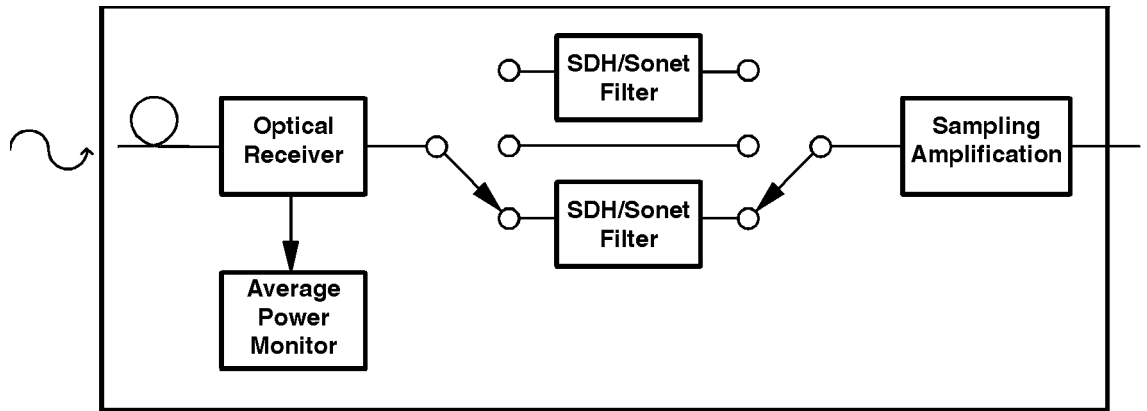 SDH/Sonet
Filter
Optical
Receiver
Sampling
Amplification
SDH/Sonet
Filter
Average
Power
Monitor